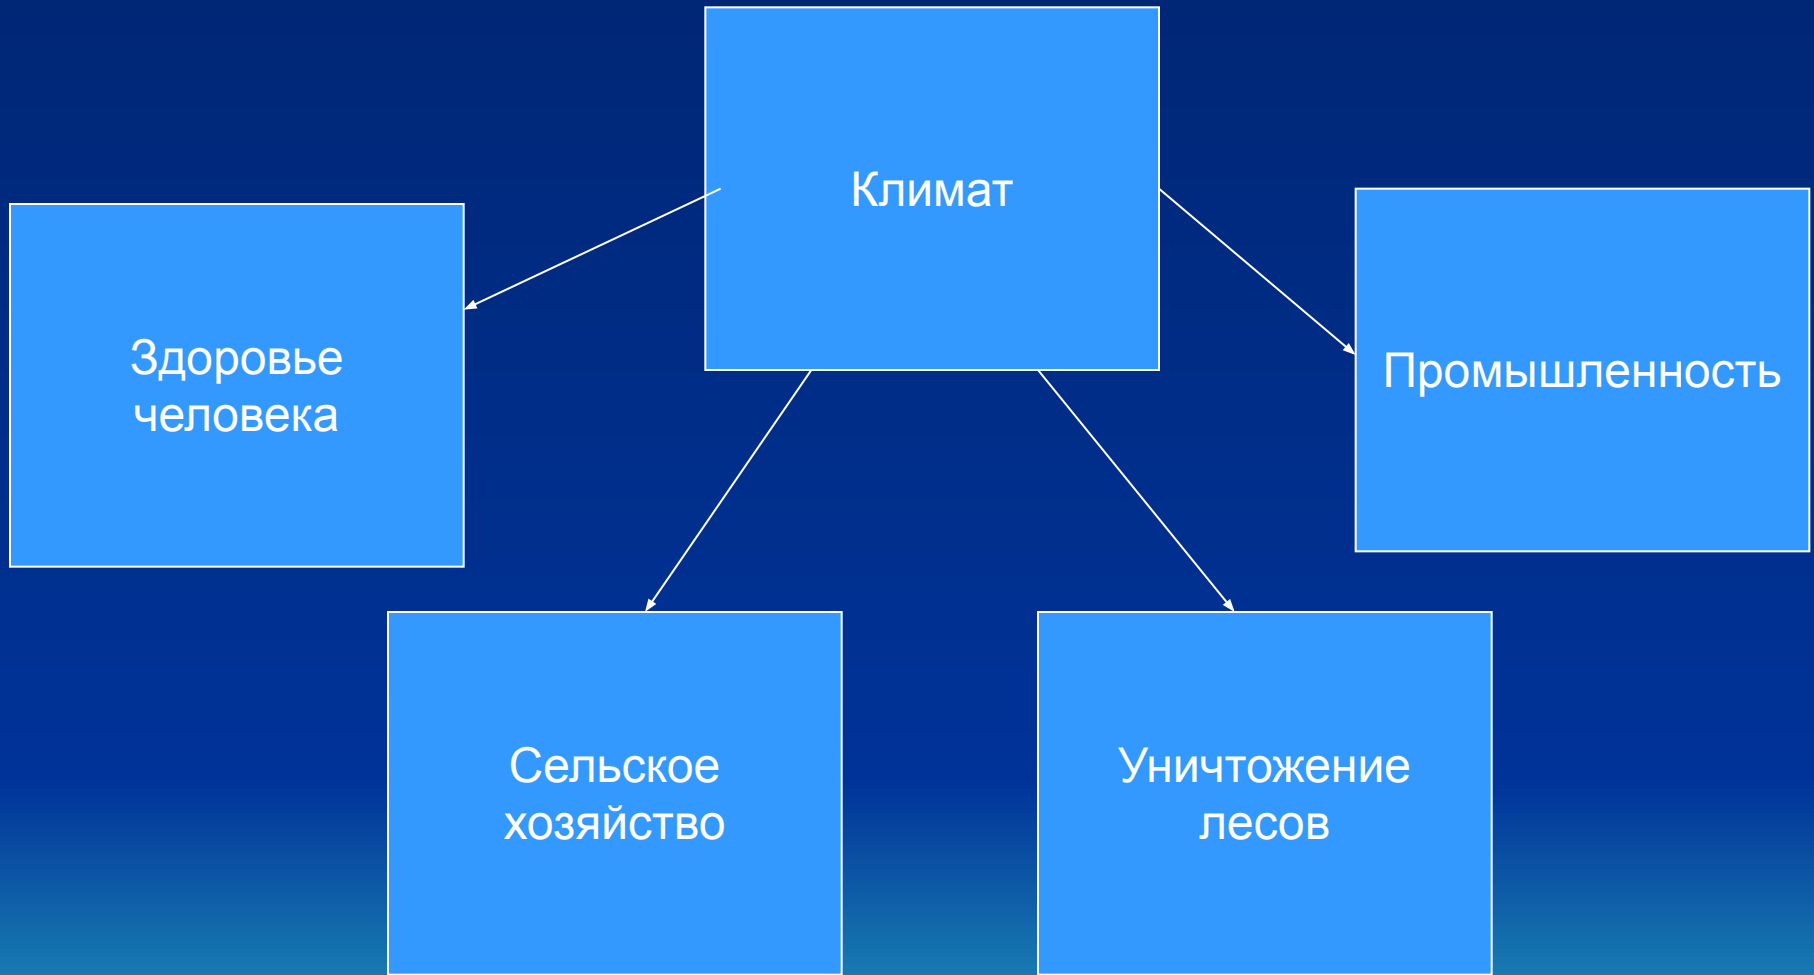 Климат
Здоровье
человека
Промышленность
Сельское
хозяйство
Уничтожение
лесов